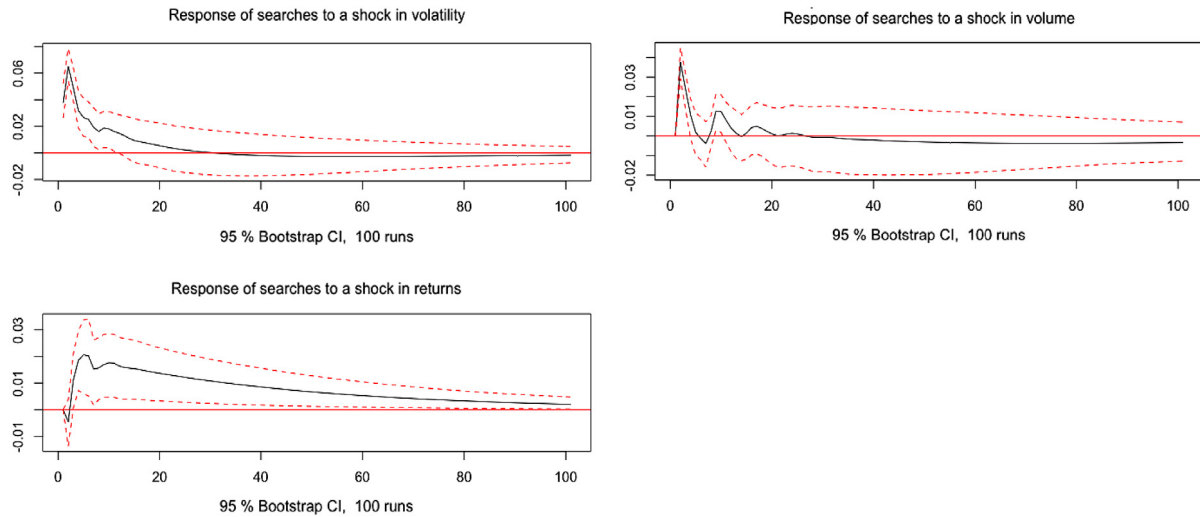 Response of searches to a shock in volatility
0.06
0.02
-0.02
0 20 40 60 80 100
95 % Bootstrap CI, 100 runs
Response of searches to a shock in volume
0.03
0.01
-0.02
0 20 40 60 80 100
95 % Bootstrap CI, 100 runs
Response of searches to a shock in returns
0.03
0.01
-0.01
0 20 40 60 80 100
95 % Bootstrap CI, 100 runs